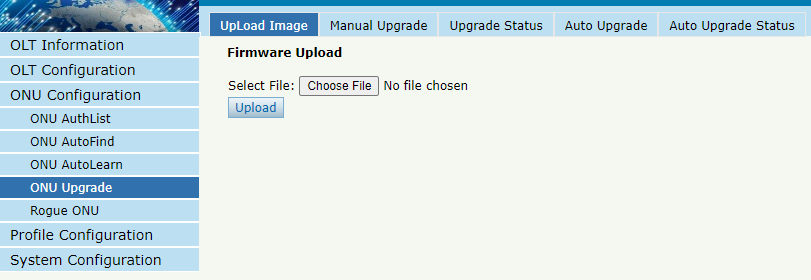 UpLoad Image Manual Upgrade Upgrade Status Auto Upgrade Auto Upgrade Status
OLT Information
OLT Configuration
ONU Configuration
ONU AuthList
ONU AutoFind
ONU AutoLearn
ONU Upgrade
Rogue ONU
Profile Configuration
System Configuration
Firmware Upload
Select File: Choose File No file chosen
Upload